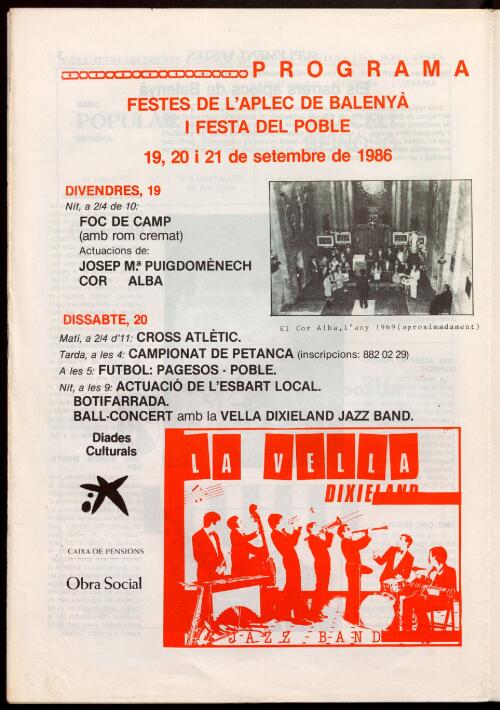 PROGRAMA
FESTES DE L'APLEC DE BALENYÀ
I FESTA DEL POBLE
19, 20 i 21 de setembre de 1986
DIVENDRES, 19
Nit, a 2/4 de 10:
FOC DE CAMP
(amb rom cremat)
Actuacions de:
JOSEP M.ª PUIGDOMÈNECH
COR ALBA
El Cor Alba,l'any 1969(aproximadament)
DISSABTE, 20
Matí, a 2/4 d'11: CROSS ATLÈTIC.
Tarda, a les 4: CAMPIONAT DE PETANCA (inscripcions: 882 02 29)
A les 5: FUTBOL: PAGESOS - POBLE.
Nit, a les 9: ACTUACIÓ DE L'ESBART LOCAL.
BOTIFARRADA.
BALL-CONCERT amb la VELLA DIXIELAND JAZZ BAND.
Diades
Culturals
CAIXA DE PENSIONS
Obra Social
LA VELLA
DIXIELAND
JAZZ BAND